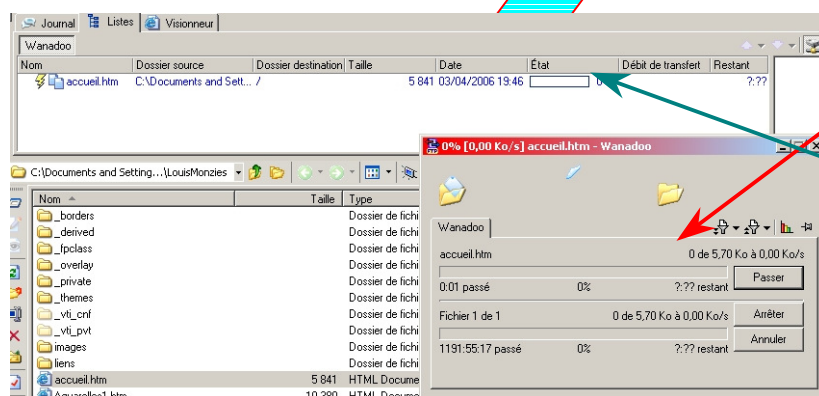 Journal Listes Visionneur
Wanadoo
Nom Dossier source Dossier destination Taille Date État Débit de transfert Restant
accueil.htm C:\Documents and Sett... / 5 841 03/04/2006 19:46 0 ?:??
C:\Documents and Setting...\LouisMonzies
Nom Taille Type
_borders Dossier de fichi
_derived Dossier de fichi
_fpclass Dossier de fichi
_overlay Dossier de fichi
_private Dossier de fichi
_themes Dossier de fichi
_vti_cnf Dossier de fichi
_vti_pvt Dossier de fichi
images Dossier de fichi
liens Dossier de fichi
accueil.htm 5 841 HTML Docume
Aquarelles1.htm 10 280 HTML Docume
0% [0,00 Ko/s] accueil.htm - Wanadoo
Wanadoo
accueil.htm 0 de 5,70 Ko à 0,00 Ko/s
Passer
0:01 passé 0% ?:?? restant
Fichier 1 de 1 0 de 5,70 Ko à 0,00 Ko/s Arrêter
Annuler
1191:55:17 passé 0% ?:?? restant